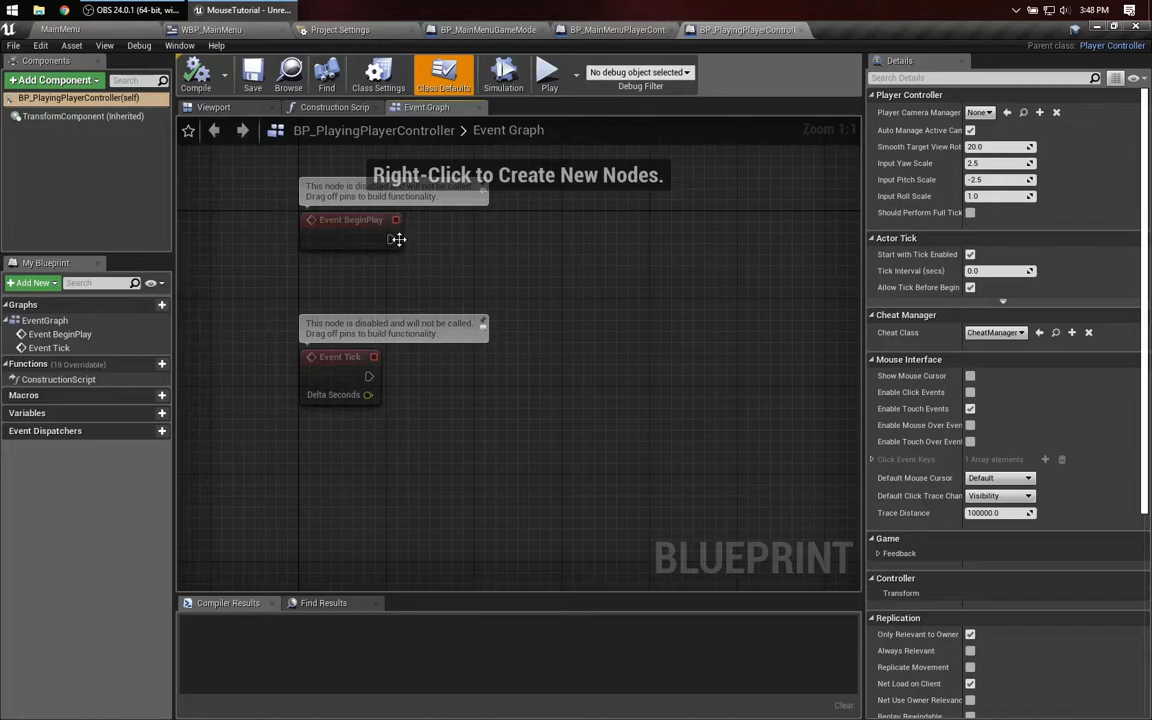 OBS 24.0.1 (64-bit, wi...
MouseTutorial - Unre...
3:48 PM
MainMenu
WBP_MainMenu
Project Settings
BP_MainMenuGameMode
BP_MainMenuPlayerCont
BP_PlayingPlayerControll
File Edit Asset View Debug Window Help
Parent class: Player Controller
Components
Add Component
Search
BP_PlayingPlayerController(self)
TransformComponent (Inherited)
Compile
Save
Browse
Find
Class Settings
Class Defaults
Simulation
Play
No debug object selected
Debug Filter
Viewport
Construction Scrip
Event Graph
BP_PlayingPlayerController
Event Graph
Zoom 1:1
Right-Click to Create New Nodes.
This node is disabled and will not be called.
Drag off pins to build functionality.
Event BeginPlay
This node is disabled and will not be called.
Drag off pins to build functionality.
Event Tick
Delta Seconds
BLUEPRINT
My Blueprint
Add New
Search
Graphs
EventGraph
Event BeginPlay
Event Tick
Functions (19 Overridable)
ConstructionScript
Macros
Variables
Event Dispatchers
Compiler Results
Find Results
Clear
Details
Search Details
Player Controller
Player Camera Manager None
Auto Manage Active Cam
Smooth Target View Rot 20.0
Input Yaw Scale 2.5
Input Pitch Scale -2.5
Input Roll Scale 1.0
Should Perform Full Tick
Actor Tick
Start with Tick Enabled
Tick Interval (secs) 0.0
Allow Tick Before Begin
Cheat Manager
Cheat Class CheatManager
Mouse Interface
Show Mouse Cursor
Enable Click Events
Enable Touch Events
Enable Mouse Over Even
Enable Touch Over Event
Click Event Keys 1 Array elements
Default Mouse Cursor Default
Default Click Trace Chan Visibility
Trace Distance 100000.0
Game
Feedback
Controller
Transform
Replication
Only Relevant to Owner
Always Relevant
Replicate Movement
Net Load on Client
Net Use Owner Relevanc
Replay Rewindable